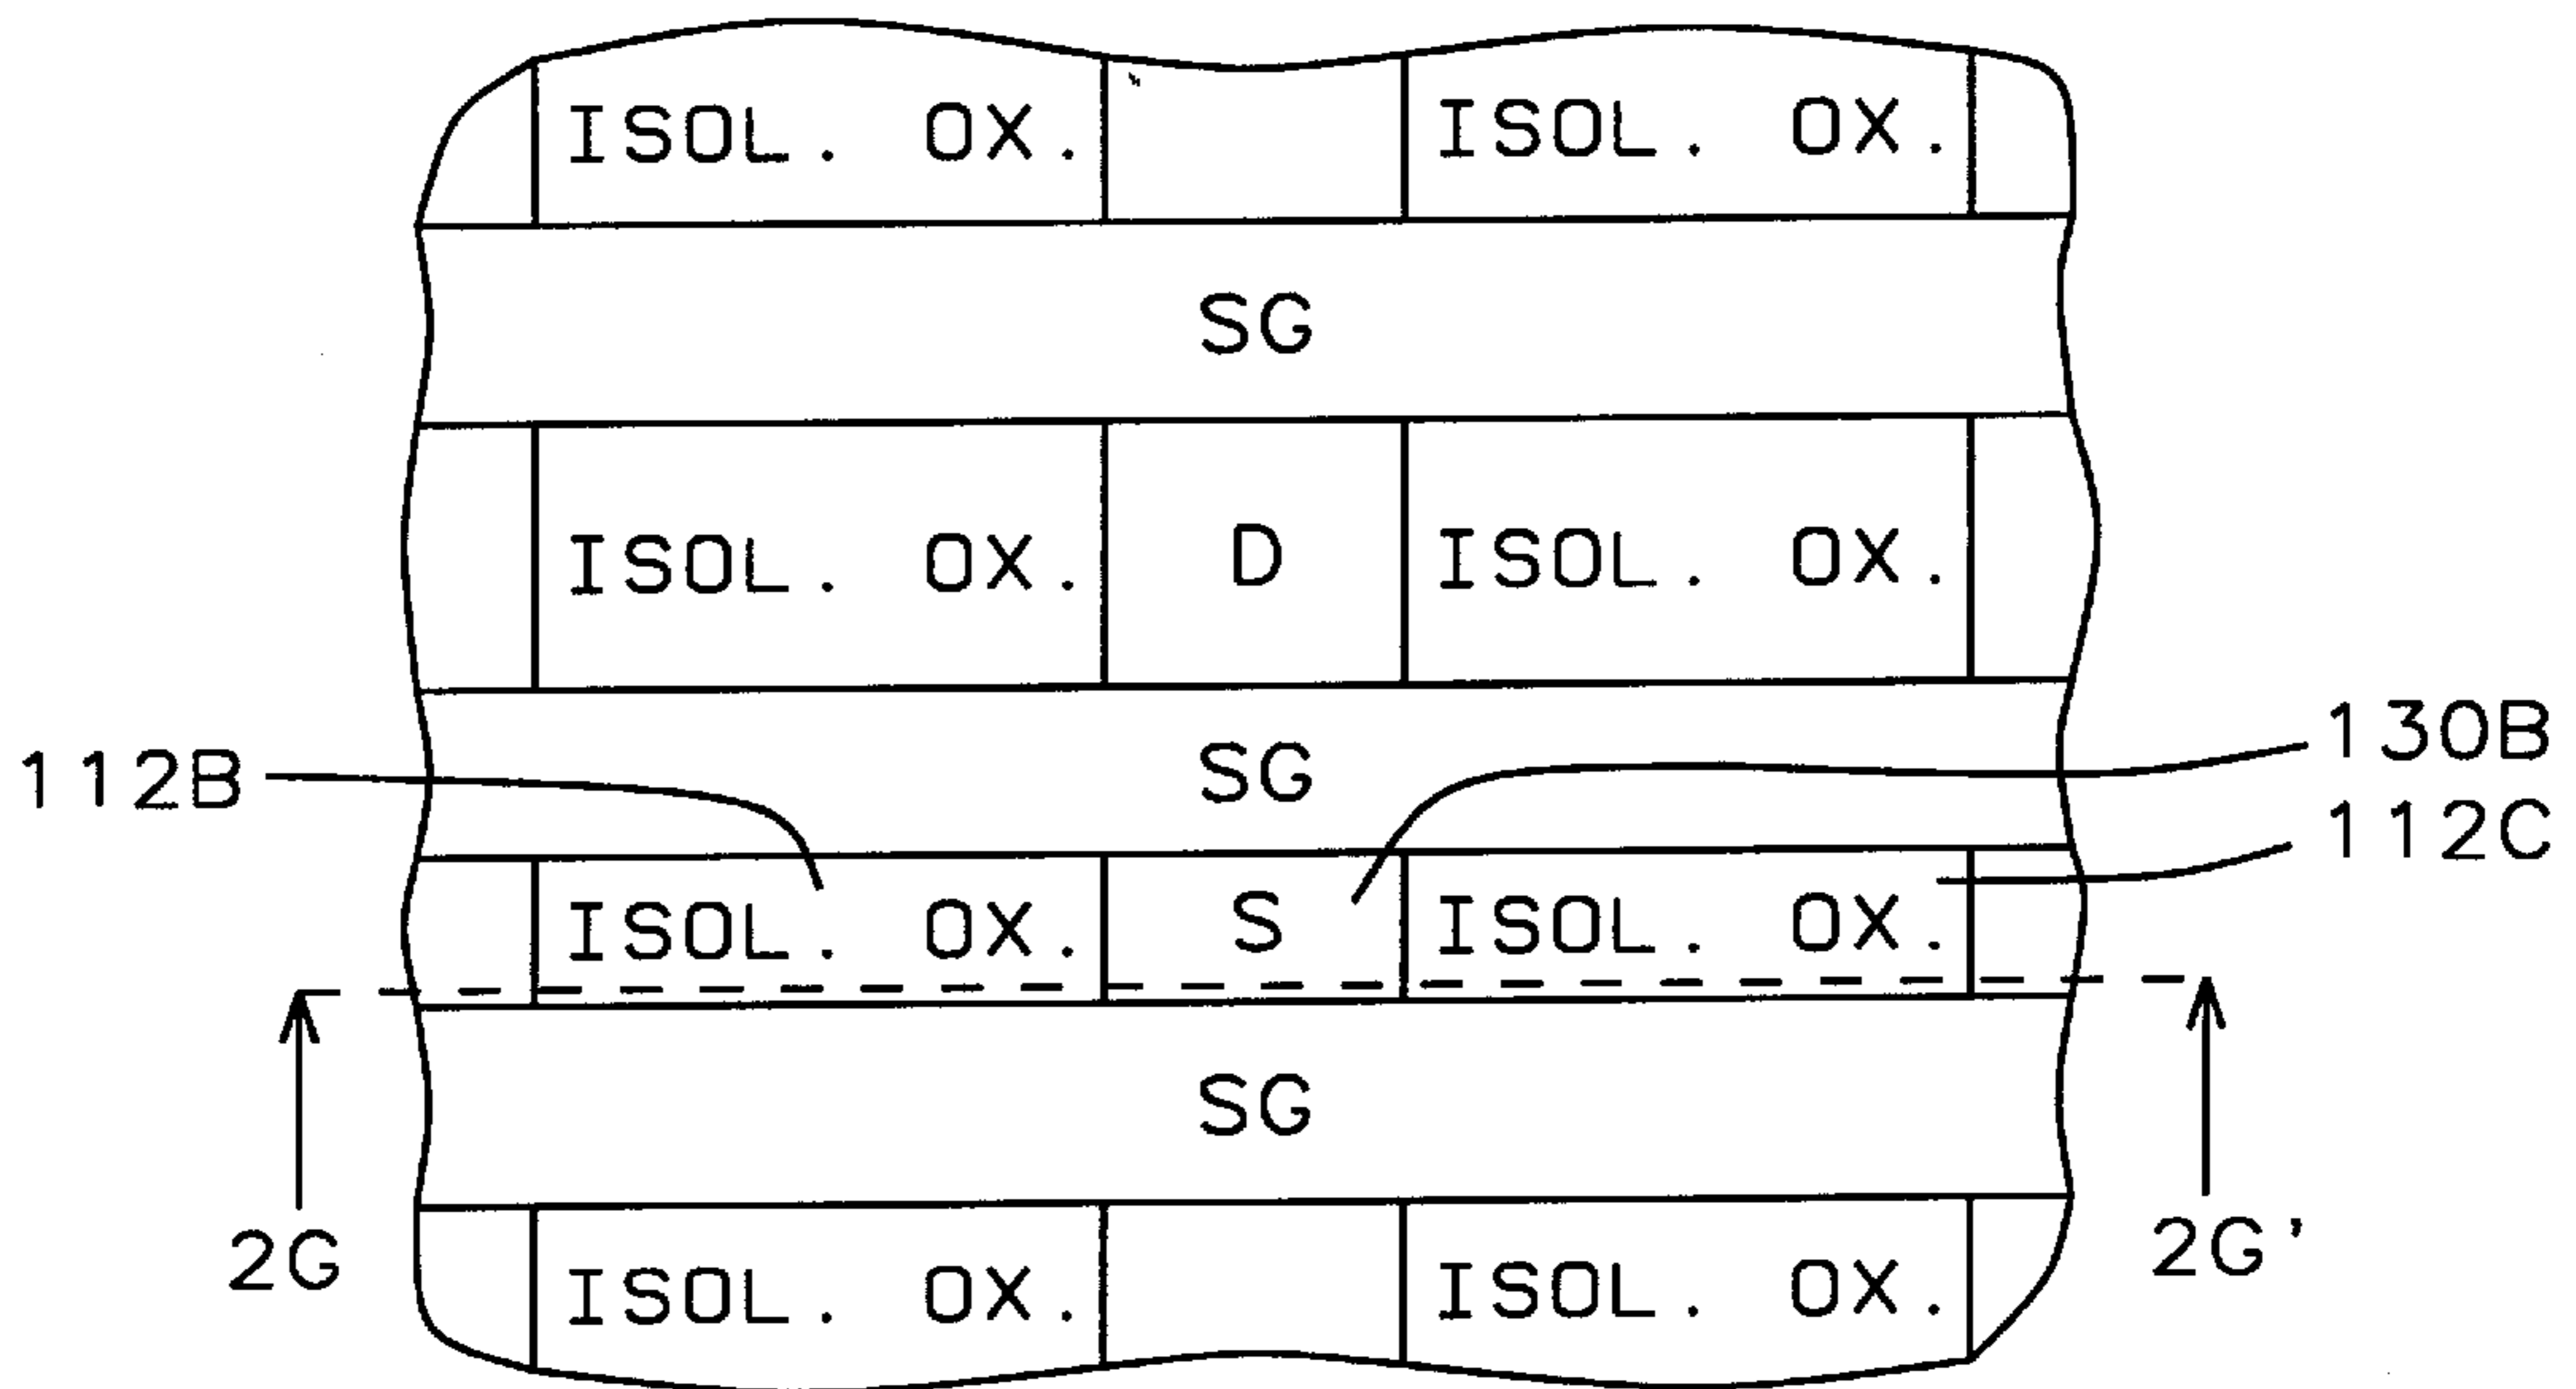 ISOL. OX. ISOL. OX.
SG
ISOL. OX. D ISOL. OX.
SG
130B
112B
112C
ISOL. OX. S ISOL. OX.
SG
2G 2G'
ISOL. OX. ISOL. OX.